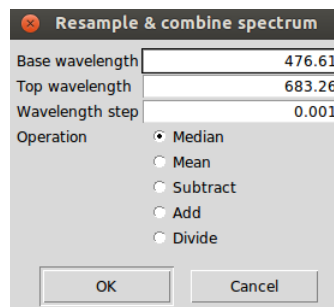 Resample & combine spectrum
Base wavelength 476.61
Top wavelength 683.26
Wavelength step 0.001
Operation Median
Mean
Subtract
Add
Divide
OK Cancel